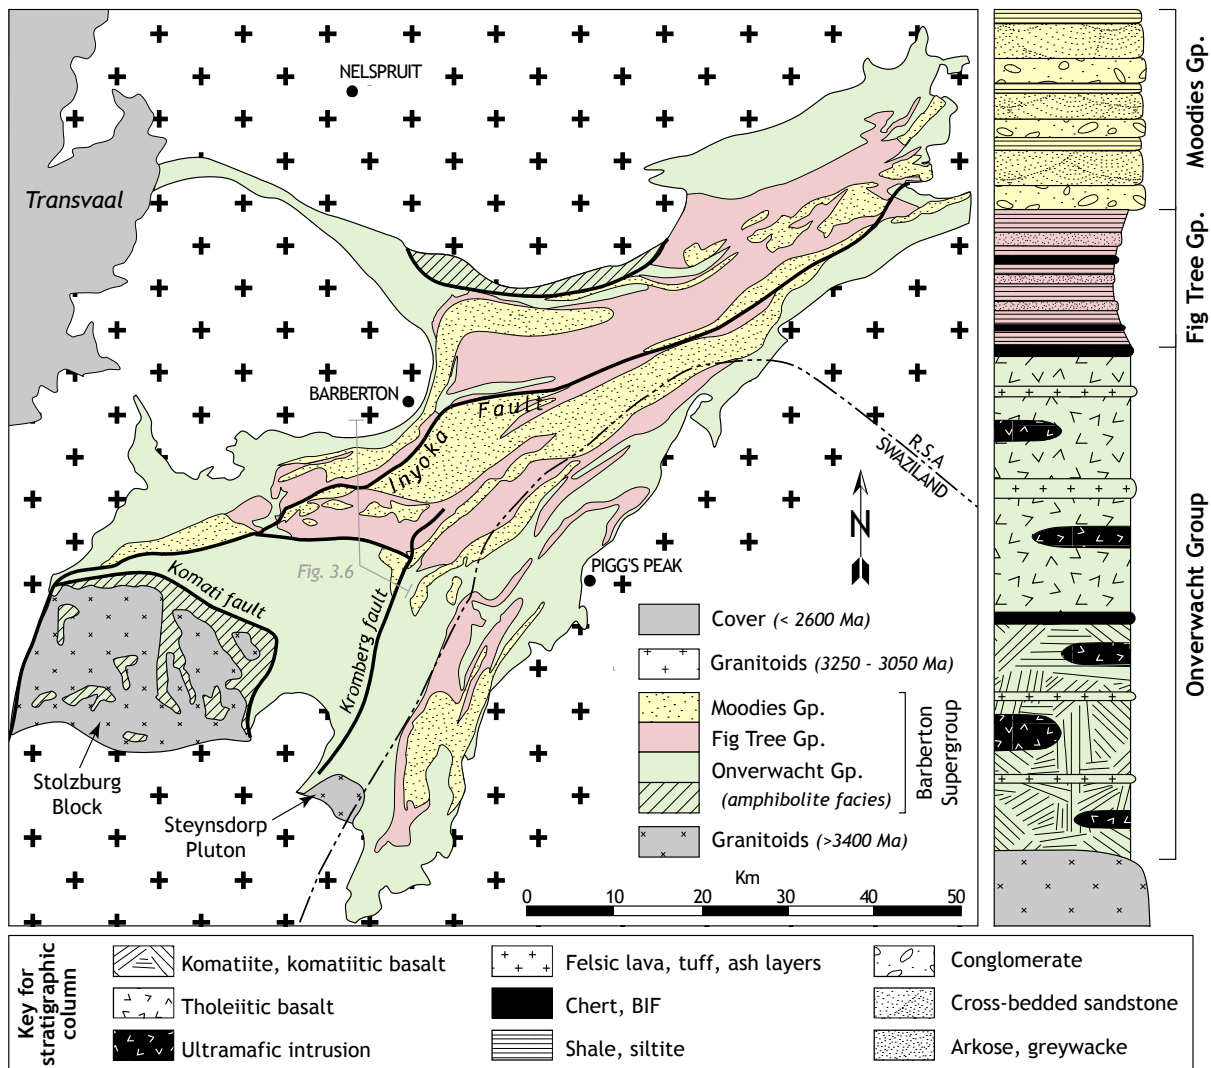 NELSPRUIT
Transvaal
BARBERTON
Inyoka Fault
R.S.A
SWAZILAND
N
Fig. 3.6
PIGG'S PEAK
Komati fault
Kromberg fault
Stolzburg
Block
Steynsdorp
Pluton
Cover (< 2600 Ma)
Granitoids (3250 - 3050 Ma)
Moodies Gp.
Fig Tree Gp.
Onverwacht Gp.
(amphibolite facies)
Barberton
Supergroup
Granitoids (>3400 Ma)
Km
0 10 20 30 40 50
Moodies Gp.
Fig Tree Gp.
Onverwacht Group
Key for
stratigraphic
column
Komatiite, komatiitic basalt
Tholeiitic basalt
Ultramafic intrusion
Felsic lava, tuff, ash layers
Chert, BIF
Shale, siltite
Conglomerate
Cross-bedded sandstone
Arkose, greywacke